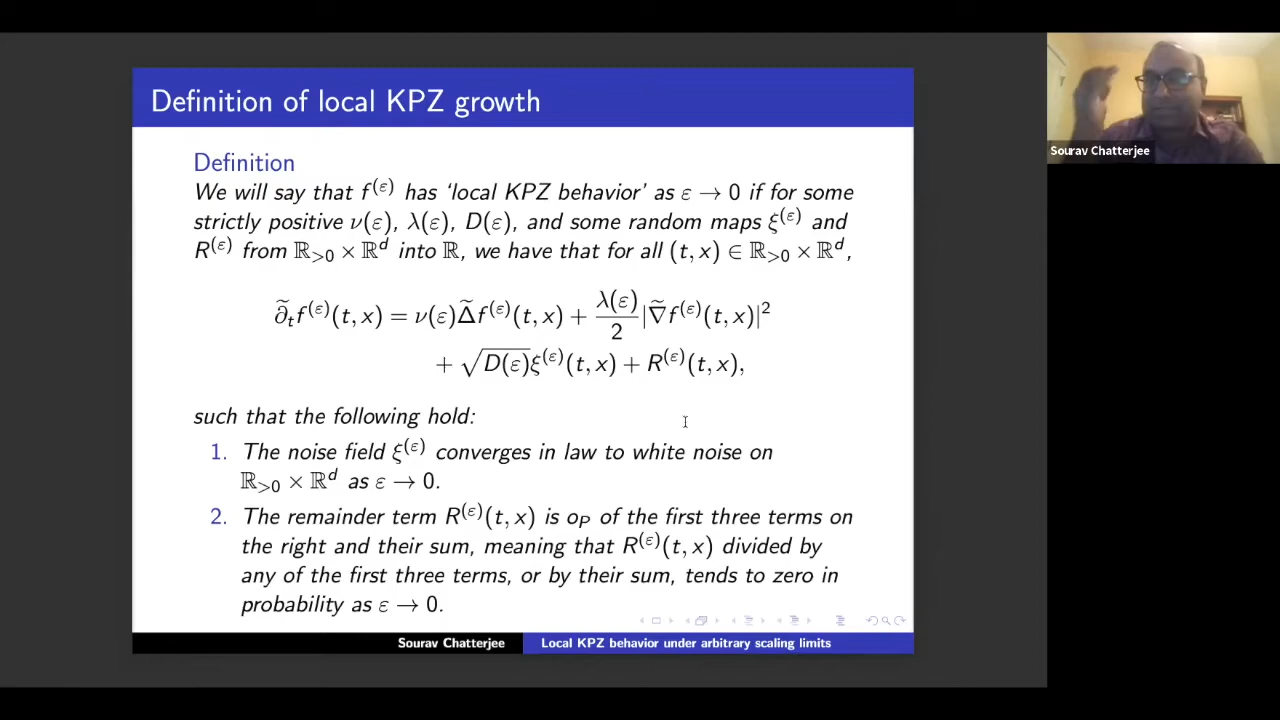 Definition of local KPZ growth
Sourav Chatterjee
Definition
We will say that f^(ε) has ‘local KPZ behavior’ as ε → 0 if for some
strictly positive ν(ε), λ(ε), D(ε), and some random maps ξ^(ε) and
R^(ε) from ℝ_{>0} × ℝ^d into ℝ, we have that for all (t, x) ∈ ℝ_{>0} × ℝ^d,
∂̃_t f^(ε)(t, x) = ν(ε)Δ̃f^(ε)(t, x) + λ(ε)/2 |∇̃f^(ε)(t, x)|²
+ √D(ε) ξ^(ε)(t, x) + R^(ε)(t, x),
such that the following hold:
1. The noise field ξ^(ε) converges in law to white noise on
ℝ_{>0} × ℝ^d as ε → 0.
2. The remainder term R^(ε)(t, x) is o_P of the first three terms on
the right and their sum, meaning that R^(ε)(t, x) divided by
any of the first three terms, or by their sum, tends to zero in
probability as ε → 0.
Sourav Chatterjee
Local KPZ behavior under arbitrary scaling limits